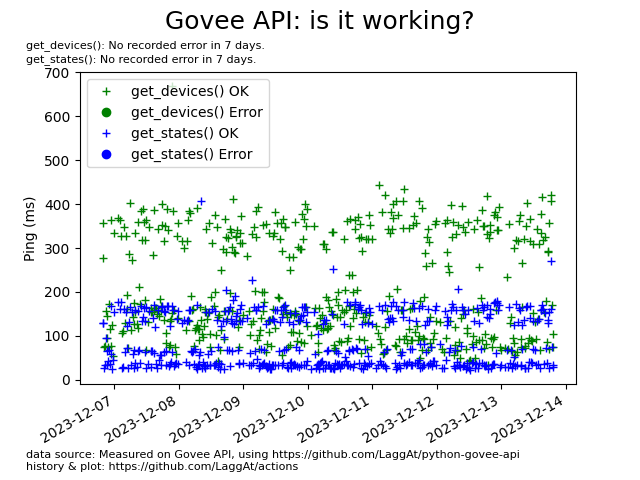 Govee API: is it working?
get_devices(): No recorded error in 7 days.
get_states(): No recorded error in 7 days.
700
600
500
400
300
200
100
0
Ping (ms)
get_devices() OK
get_devices() Error
get_states() OK
get_states() Error
2023-12-07
2023-12-08
2023-12-09
2023-12-10
2023-12-11
2023-12-12
2023-12-13
2023-12-14
data source: Measured on Govee API, using https://github.com/LaggAt/python-govee-api
history & plot: https://github.com/LaggAt/actions